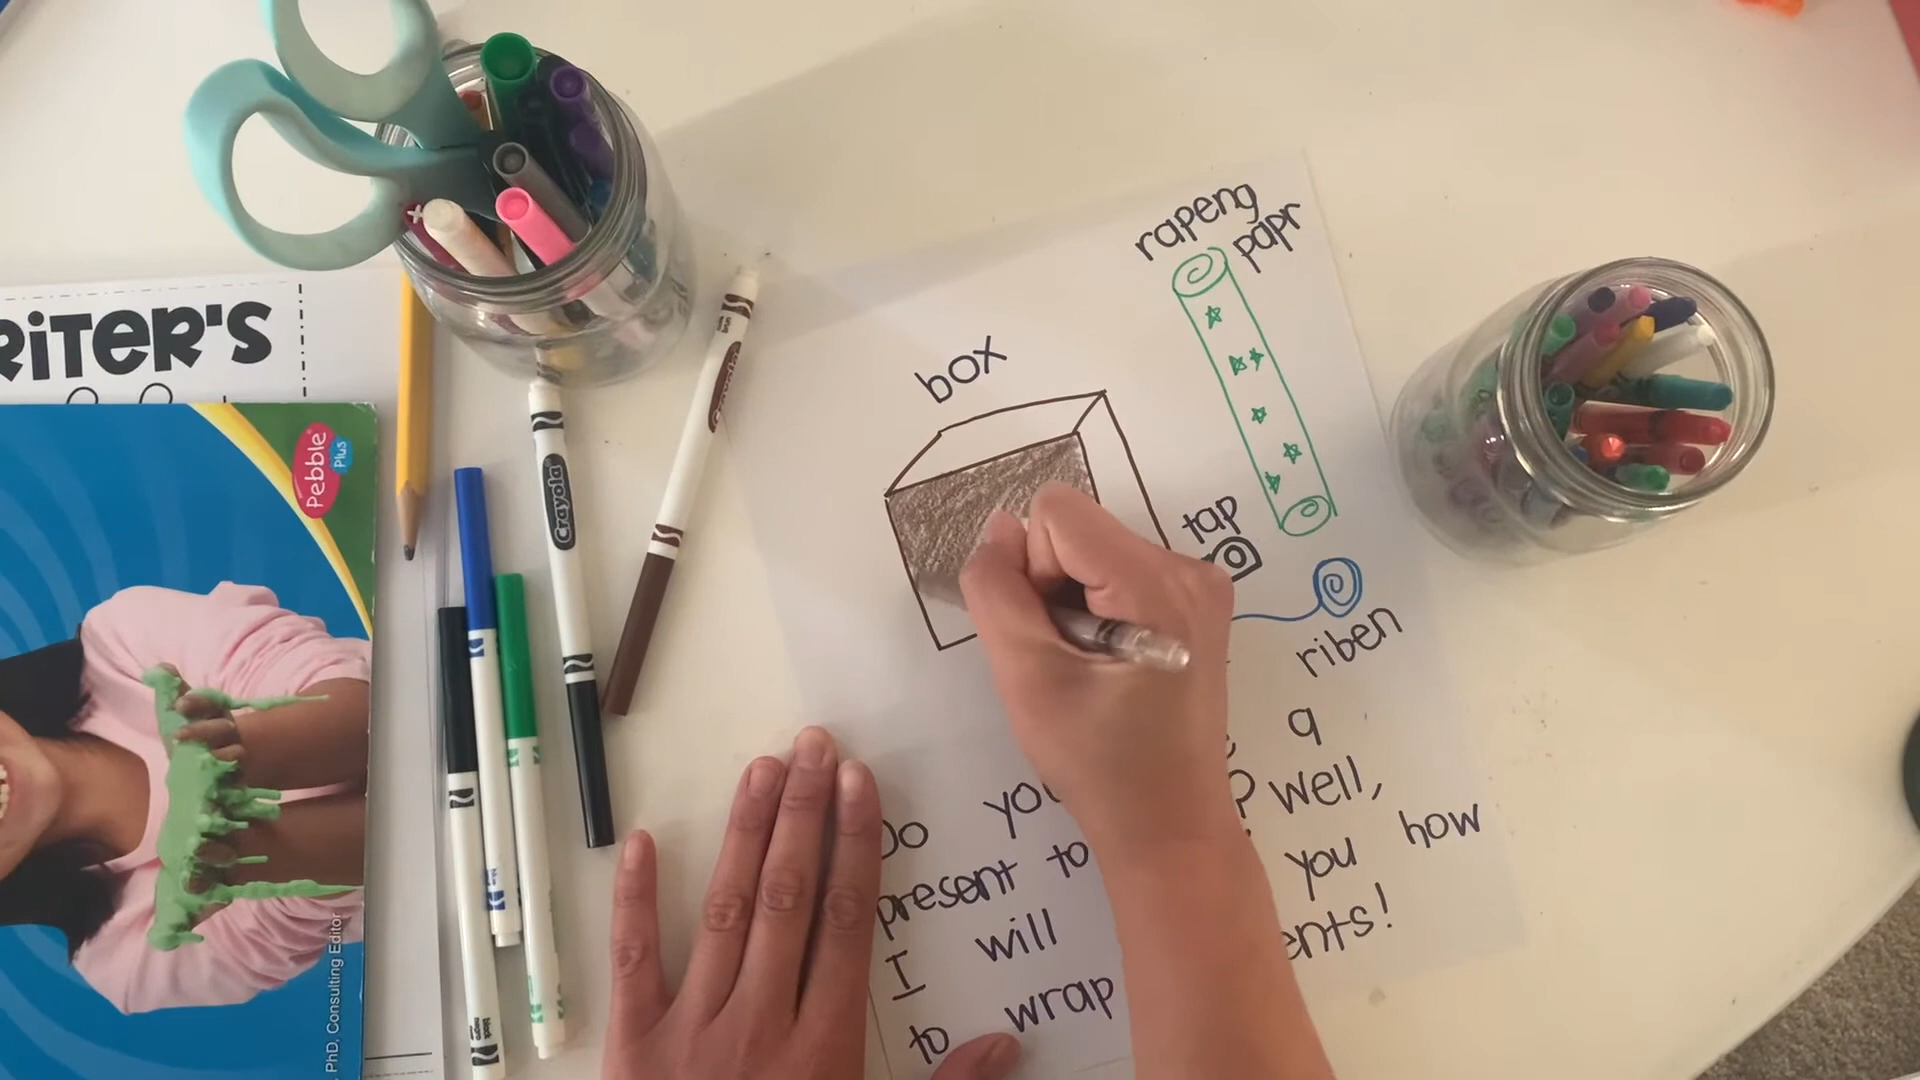 RiTER'S
Pebble
Plus
, PhD, Consulting Editor
Crayola
rapeng
papr
box
tap
riben
Do you a
present to ? Well,
I will you how
to wrap ents!